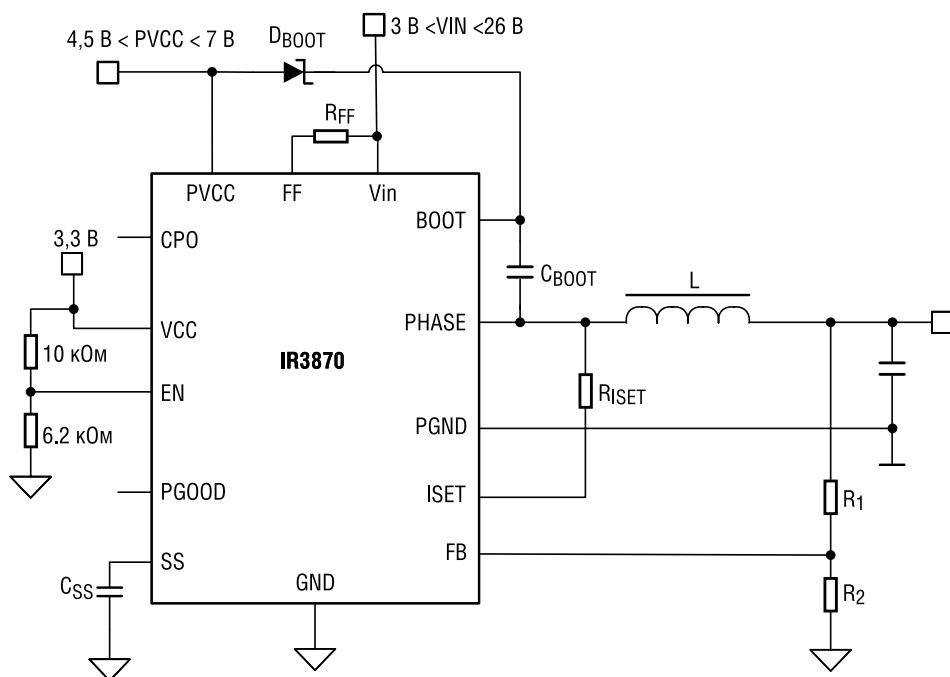 3 В <VIN <26 В
4,5 В < PVCC < 7 В
DBOOT
RFF
PVCC
FF
Vin
BOOT
3,3 В
CPO
CBOOT
L
VCC
PHASE
10 кОм
IR3870
EN
RISET
6.2 кОм
PGND
PGOOD
ISET
R1
SS
FB
CSS
GND
R2